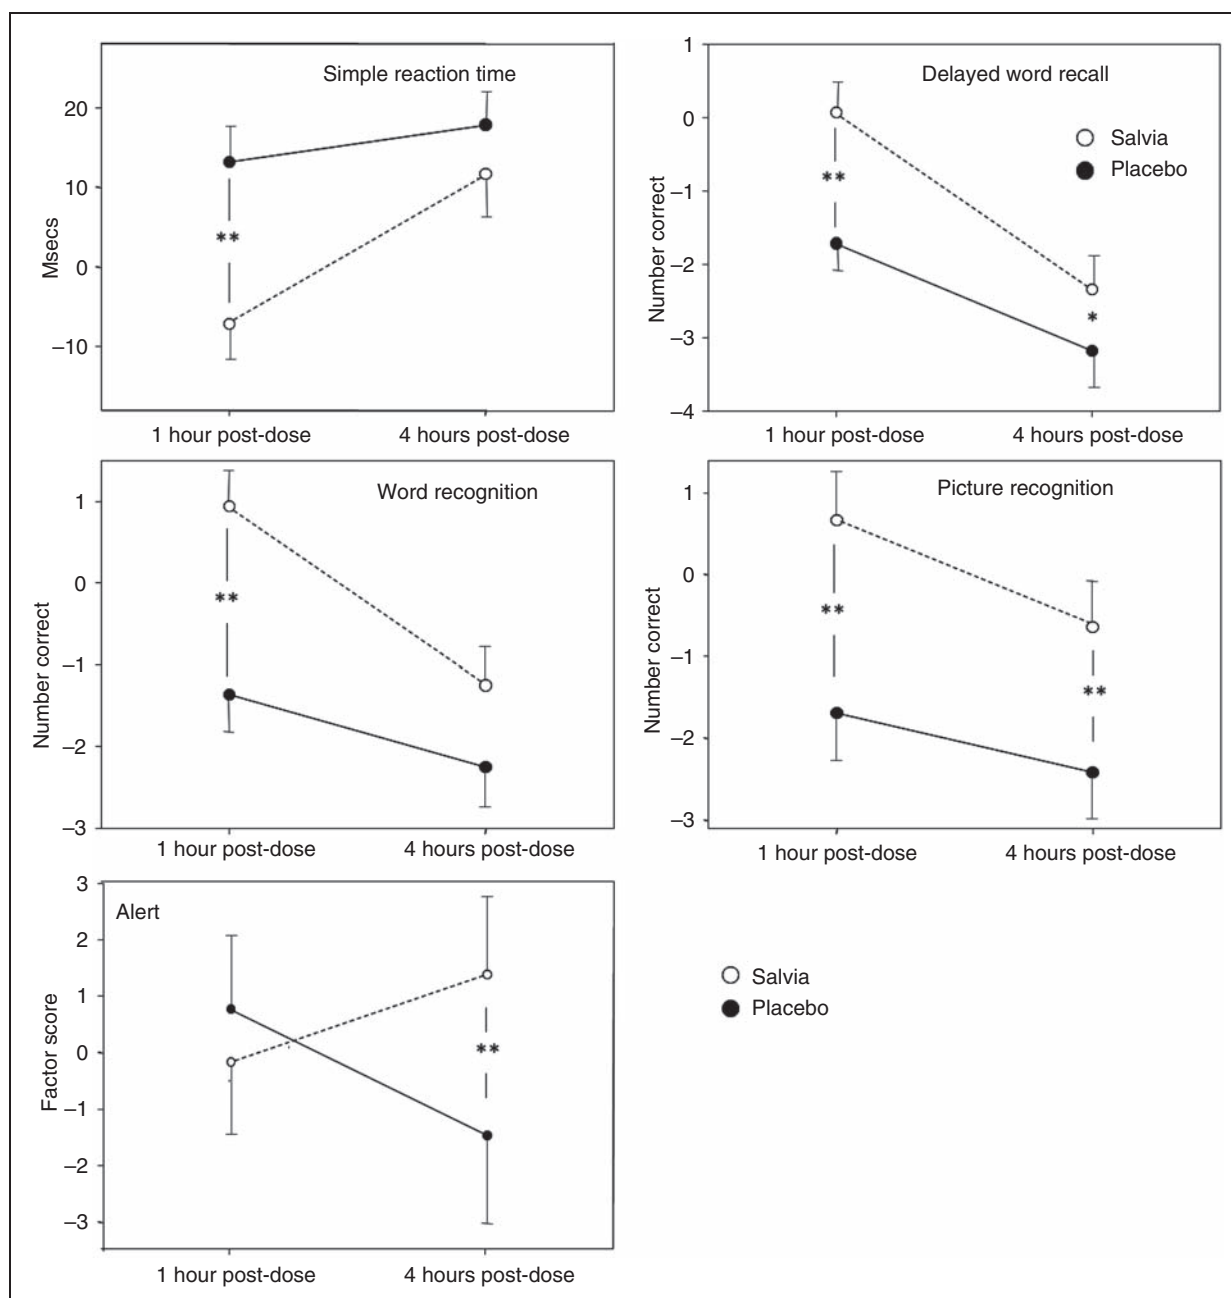 Simple reaction time
20
10
0
−10
Msecs
**
1 hour post-dose 4 hours post-dose
Delayed word recall
Salvia
Placebo
1
0
−1
−2
−3
−4
Number correct
**
*
1 hour post-dose 4 hours post-dose
Word recognition
1
0
−1
−2
−3
Number correct
**
1 hour post-dose 4 hours post-dose
Picture recognition
1
0
−1
−2
−3
Number correct
**
**
1 hour post-dose 4 hours post-dose
Alert
3
2
1
0
−1
−2
−3
Factor score
**
1 hour post-dose 4 hours post-dose
Salvia
Placebo